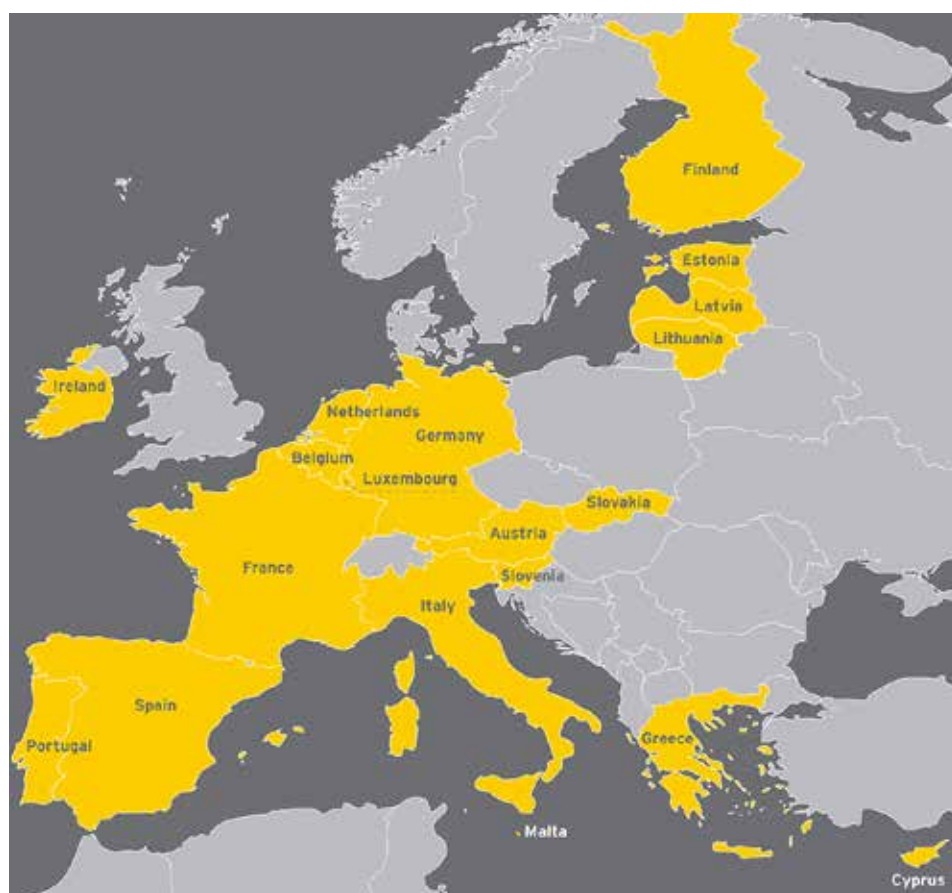 Finland
Estonia
Latvia
Lithuania
Ireland
Netherlands
Germany
Belgium
Luxembourg
Slovakia
Austria
France
Slovenia
Italy
Spain
Portugal
Greece
Malta
Cyprus